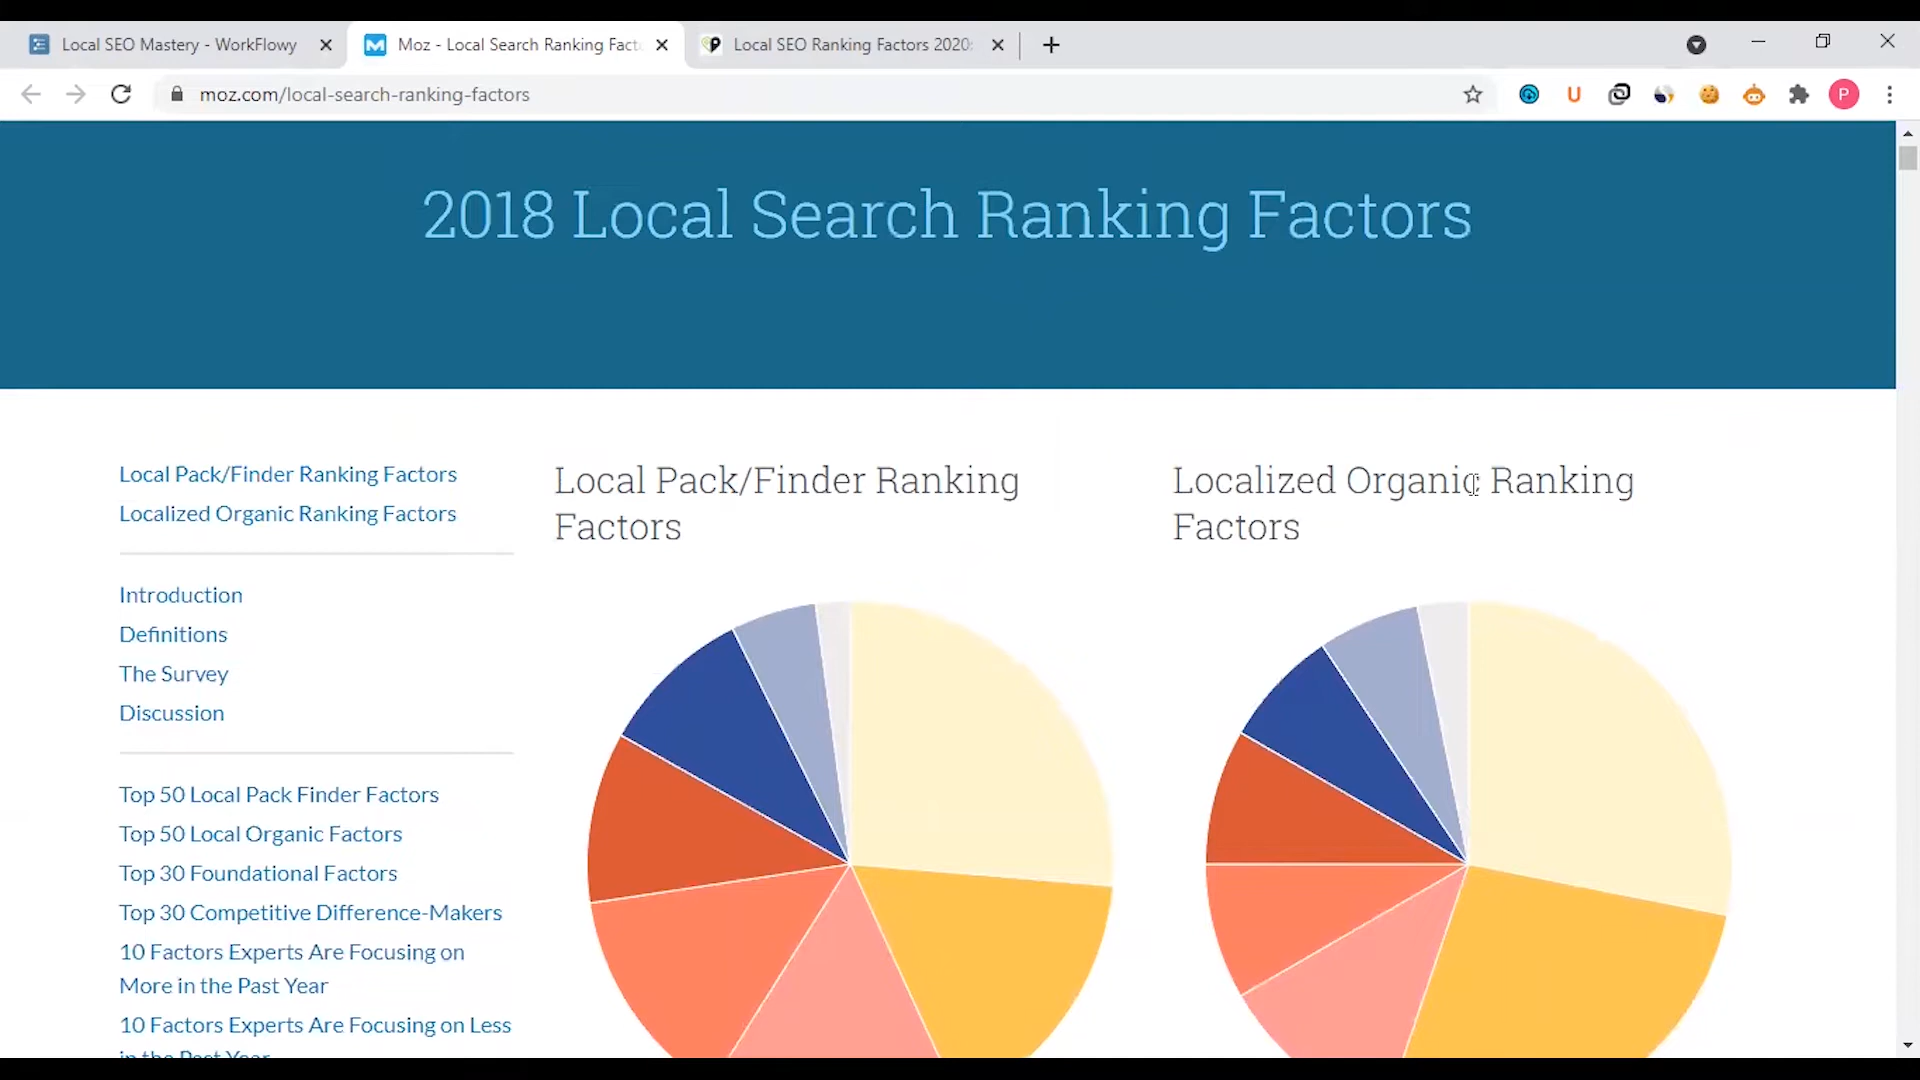 Local SEO Mastery - WorkFlowy
Moz - Local Search Ranking Fact
Local SEO Ranking Factors 2020:
moz.com/local-search-ranking-factors
U
P
2018 Local Search Ranking Factors
Local Pack/Finder Ranking Factors
Localized Organic Ranking Factors
Introduction
Definitions
The Survey
Discussion
Top 50 Local Pack Finder Factors
Top 50 Local Organic Factors
Top 30 Foundational Factors
Top 30 Competitive Difference-Makers
10 Factors Experts Are Focusing on
More in the Past Year
10 Factors Experts Are Focusing on Less
in the Past Year
Local Pack/Finder Ranking
Factors
Localized Organic Ranking
Factors